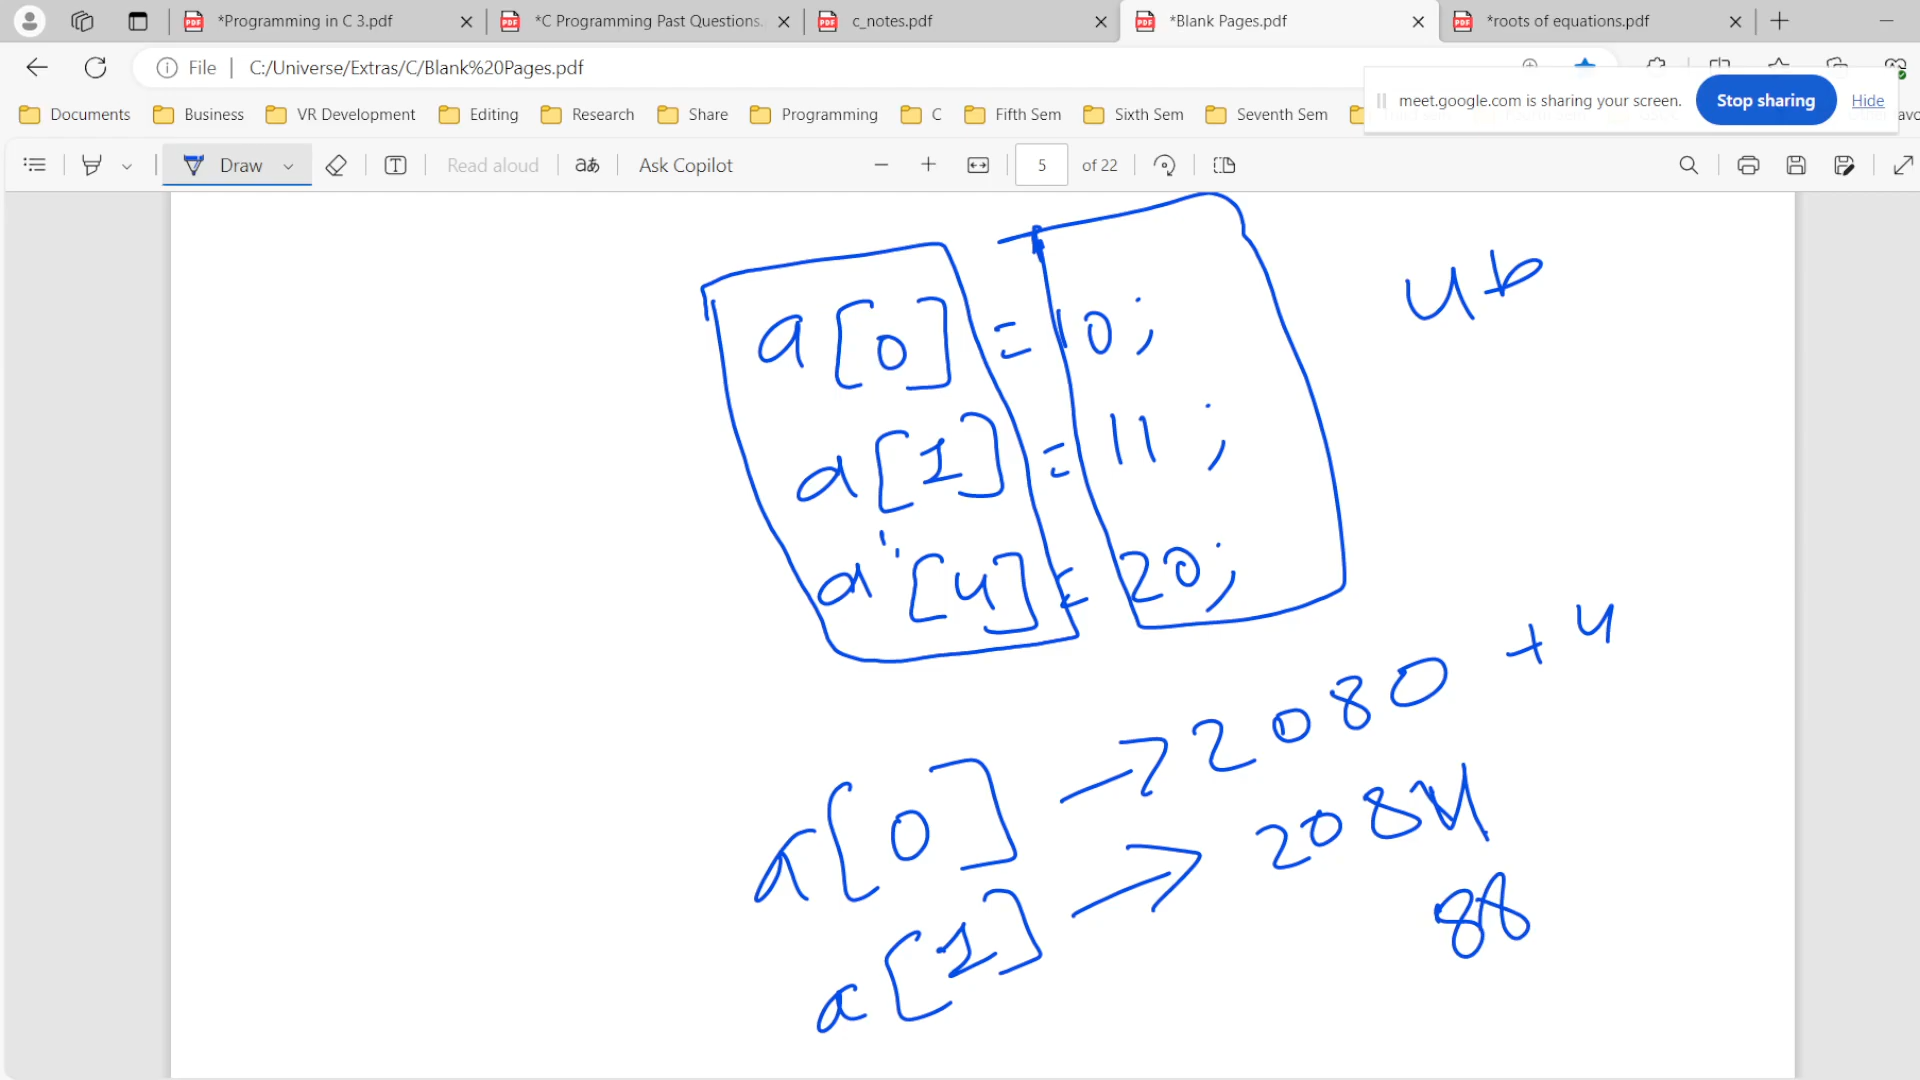 *Programming in C 3.pdf
*C Programming Past Questions.
c_notes.pdf
*Blank Pages.pdf
*roots of equations.pdf
File | C:/Universe/Extras/C/Blank%20Pages.pdf
meet.google.com is sharing your screen.
Stop sharing
Hide
Documents
Business
VR Development
Editing
Research
Share
Programming
C
Fifth Sem
Sixth Sem
Seventh Sem
Draw
Read aloud
aあ
Ask Copilot
5 of 22
4b
a[0] = 10;
a[1] = 11;
a[4] = 20;
a[0] → 2080 + 4
a[1] → 2084
88